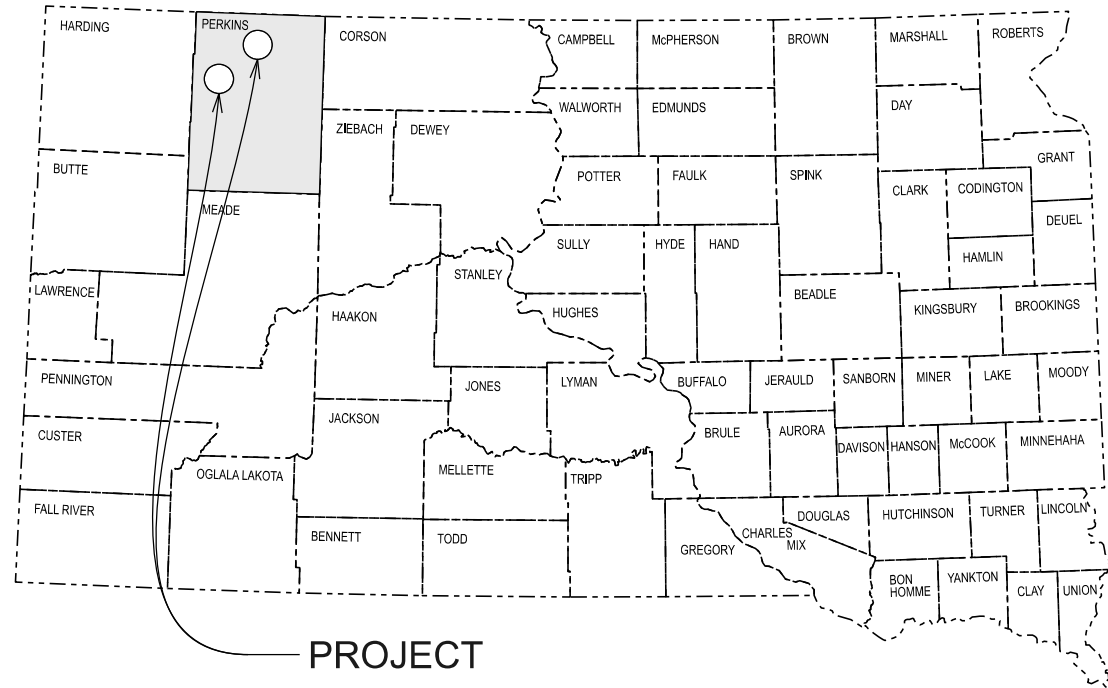 HARDING
PERKINS
CORSON
CAMPBELL
McPHERSON
BROWN
MARSHALL
ROBERTS
WALWORTH
EDMUNDS
DAY
ZIEBACH
DEWEY
GRANT
BUTTE
POTTER
FAULK
SPINK
CLARK
CODINGTON
MEADE
DEUEL
SULLY
HYDE
HAND
HAMLIN
STANLEY
LAWRENCE
BEADLE
KINGSBURY
BROOKINGS
HAAKON
HUGHES
PENNINGTON
JONES
LYMAN
BUFFALO
JERAULD
SANBORN
MINER
LAKE
MOODY
JACKSON
CUSTER
BRULE
AURORA
DAVISON
HANSON
McCOOK
MINNEHAHA
OGLALA LAKOTA
MELLETTE
TRIPP
FALL RIVER
DOUGLAS
HUTCHINSON
TURNER
LINCOLN
BENNETT
TODD
GREGORY
CHARLES
MIX
BON
HOMME
YANKTON
CLAY
UNION
PROJECT